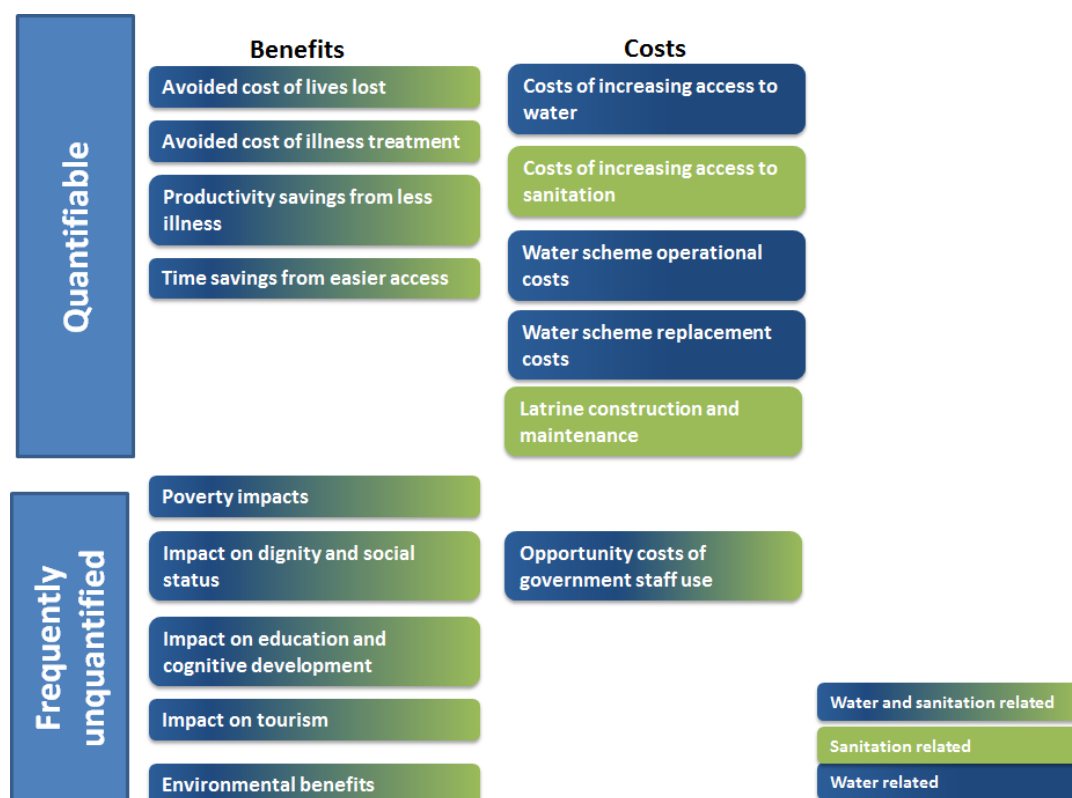 Benefits
Costs
Quantifiable
Avoided cost of lives lost
Avoided cost of illness treatment
Productivity savings from less
illness
Time savings from easier access
Costs of increasing access to
water
Costs of increasing access to
sanitation
Water scheme operational
costs
Water scheme replacement
costs
Latrine construction and
maintenance
Frequently
unquantified
Poverty impacts
Impact on dignity and social
status
Impact on education and
cognitive development
Impact on tourism
Environmental benefits
Opportunity costs of
government staff use
Water and sanitation related
Sanitation related
Water related